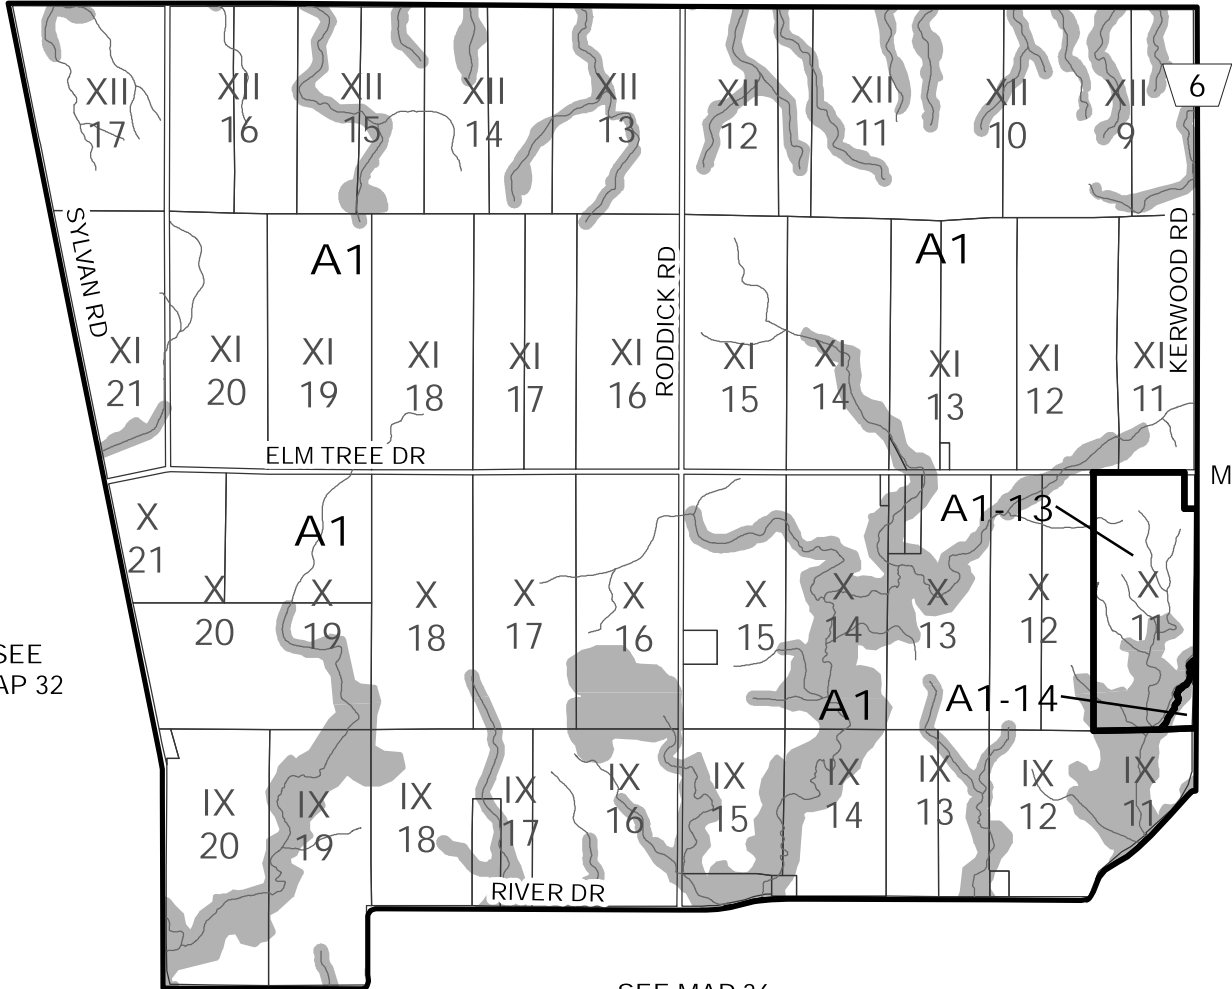 XII
17
XII
16
XII
15
XII
14
XII
13
XII
12
XII
11
XII
10
XII
9
6
SYLVAN RD
A1
RODDICK RD
A1
KERWOOD RD
XI
21
XI
20
XI
19
XI
18
XI
17
XI
16
XI
15
XI
14
XI
13
XI
12
XI
11
ELM TREE DR
M
X
21
A1
A1-13
X
20
X
19
X
18
X
17
X
16
X
15
X
14
X
13
X
12
X
11
SEE
AP 32
A1
A1-14
IX
20
IX
19
IX
18
IX
17
IX
16
IX
15
IX
14
IX
13
IX
12
IX
11
RIVER DR
SEE MAP